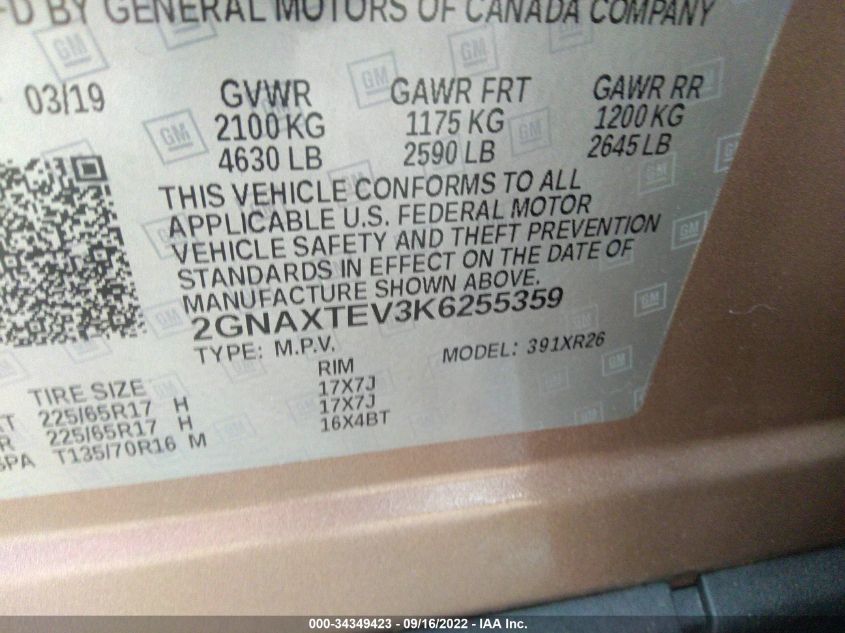 BY GENERAL MOTORS OF CANADA COMPANY
03/19 GVWR GAWR FRT GAWR RR
2100 KG 1175 KG 1200 KG
4630 LB 2590 LB 2645 LB
THIS VEHICLE CONFORMS TO ALL
APPLICABLE U.S. FEDERAL MOTOR
VEHICLE SAFETY AND THEFT PREVENTION
STANDARDS IN EFFECT ON THE DATE OF
MANUFACTURE SHOWN ABOVE.
2GNAXTEV3K6255359
TYPE: M.P.V. MODEL: 391XR26
TIRE SIZE RIM
225/65R17 H 17X7J
225/65R17 H 17X7J
T135/70R16 M 16X4BT
GM
000-34349423 - 09/16/2022 - IAA Inc.